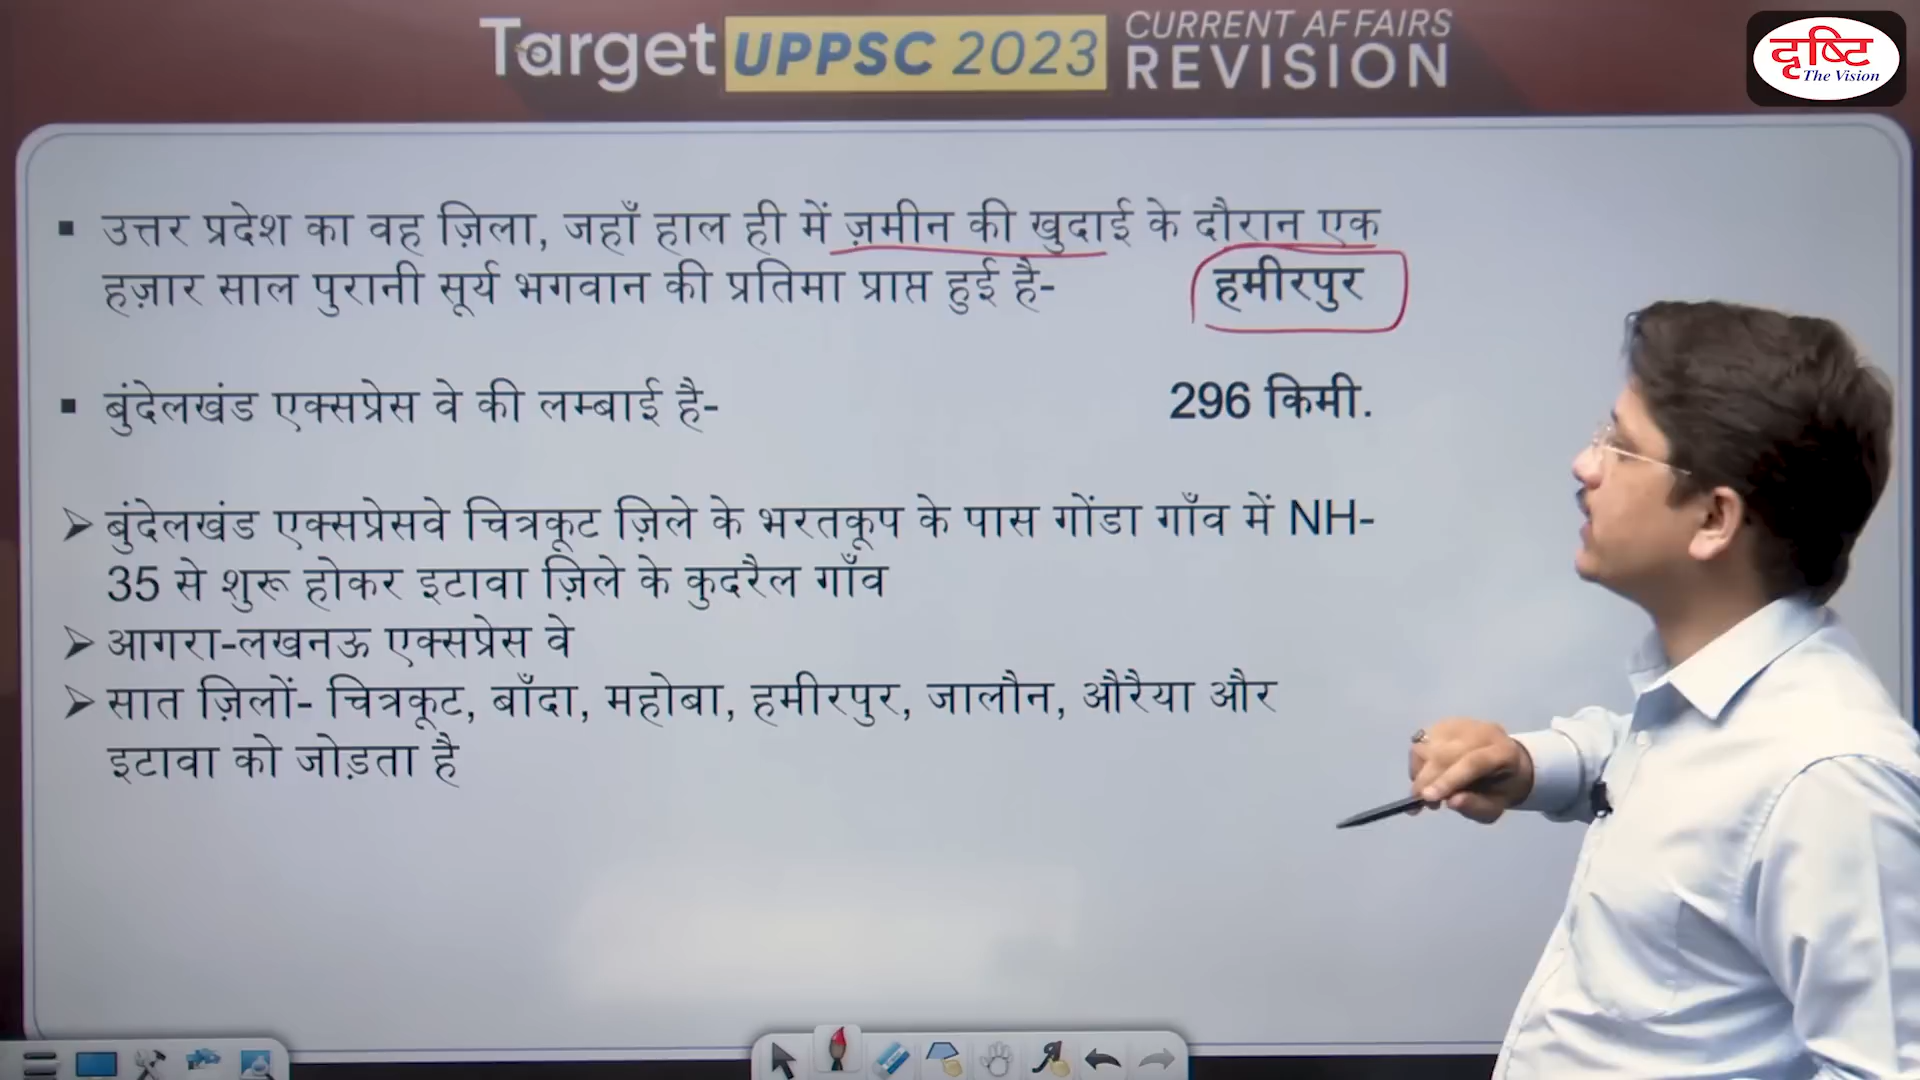 Target UPPSC 2023 CURRENT AFFAIRS REVISION
दृष्टि
The Vision
▪ उत्तर प्रदेश का वह ज़िला, जहाँ हाल ही में ज़मीन की खुदाई के दौरान एक
हज़ार साल पुरानी सूर्य भगवान की प्रतिमा प्राप्त हुई है- हमीरपुर
▪ बुंदेलखंड एक्सप्रेस वे की लम्बाई है- 296 किमी.
➢ बुंदेलखंड एक्सप्रेसवे चित्रकूट ज़िले के भरतकूप के पास गोंडा गाँव में NH-
35 से शुरू होकर इटावा ज़िले के कुदरैल गाँव
➢ आगरा-लखनऊ एक्सप्रेस वे
➢ सात ज़िलों- चित्रकूट, बाँदा, महोबा, हमीरपुर, जालौन, औरैया और
इटावा को जोड़ता है